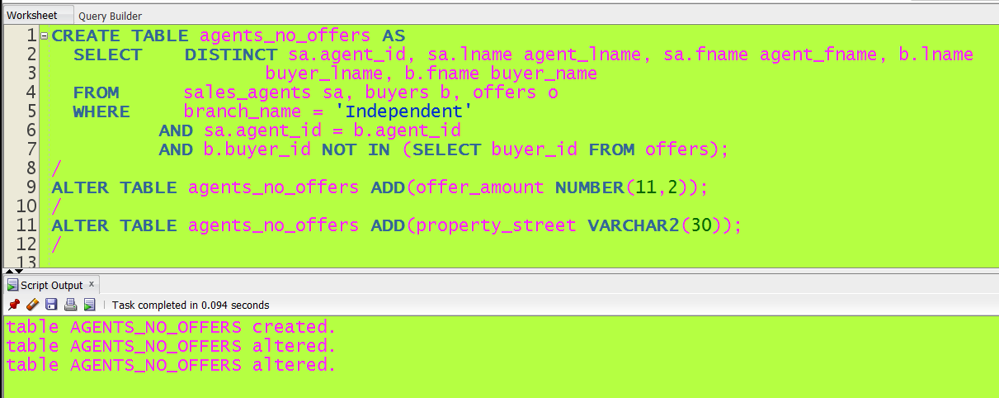 Worksheet Query Builder
1 CREATE TABLE agents_no_offers AS
2 SELECT DISTINCT sa.agent_id, sa.lname agent_lname, sa.fname agent_fname, b.lname
3 buyer_lname, b.fname buyer_name
4 FROM sales_agents sa, buyers b, offers o
5 WHERE branch_name = 'Independent'
6 AND sa.agent_id = b.agent_id
7 AND b.buyer_id NOT IN (SELECT buyer_id FROM offers);
8 /
9 ALTER TABLE agents_no_offers ADD(offer_amount NUMBER(11,2));
10 /
11 ALTER TABLE agents_no_offers ADD(property_street VARCHAR2(30));
12 /
13
Script Output x
Task completed in 0.094 seconds
table AGENTS_NO_OFFERS created.
table AGENTS_NO_OFFERS altered.
table AGENTS_NO_OFFERS altered.